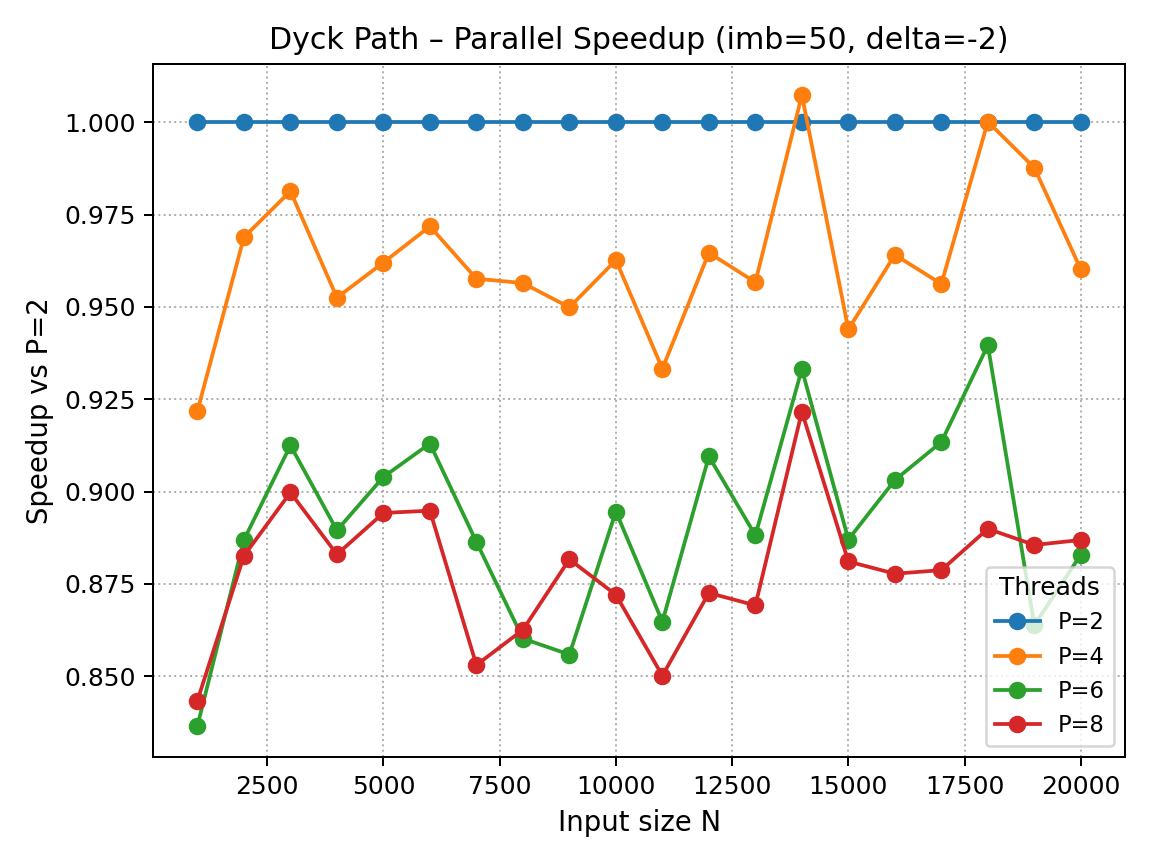 Dyck Path – Parallel Speedup (imb=50, delta=-2)
Speedup vs P=2
1.000
0.975
0.950
0.925
0.900
0.875
0.850
Threads
P=2
P=4
P=6
P=8
2500 5000 7500 10000 12500 15000 17500 20000
Input size N